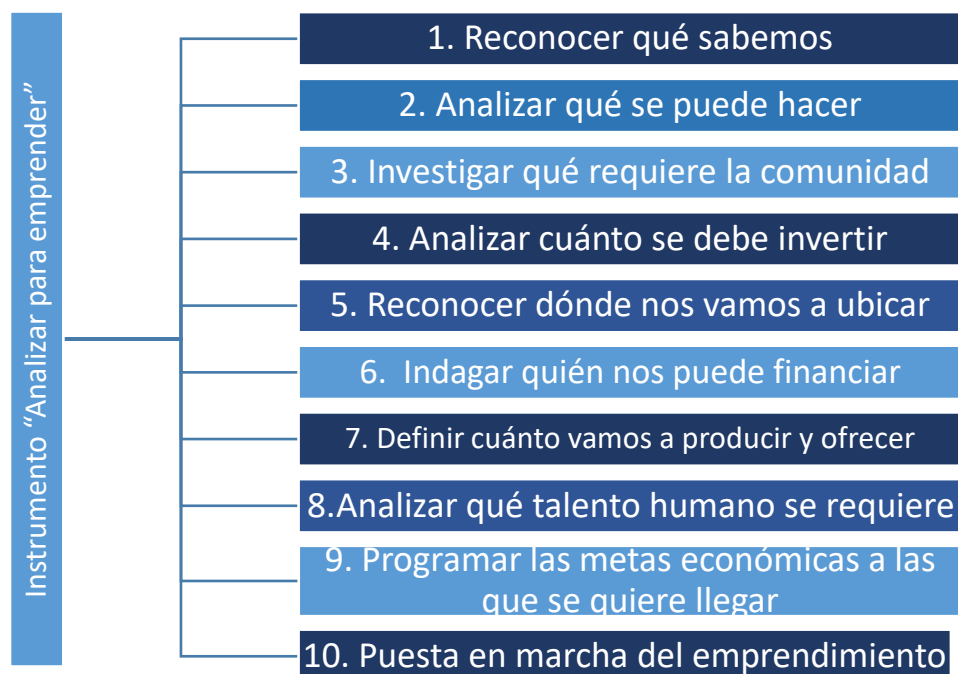 Instrumento “Analizar para emprender”
1. Reconocer qué sabemos
2. Analizar qué se puede hacer
3. Investigar qué requiere la comunidad
4. Analizar cuánto se debe invertir
5. Reconocer dónde nos vamos a ubicar
6. Indagar quién nos puede financiar
7. Definir cuánto vamos a producir y ofrecer
8.Analizar qué talento humano se requiere
9. Programar las metas económicas a las
que se quiere llegar
10. Puesta en marcha del emprendimiento